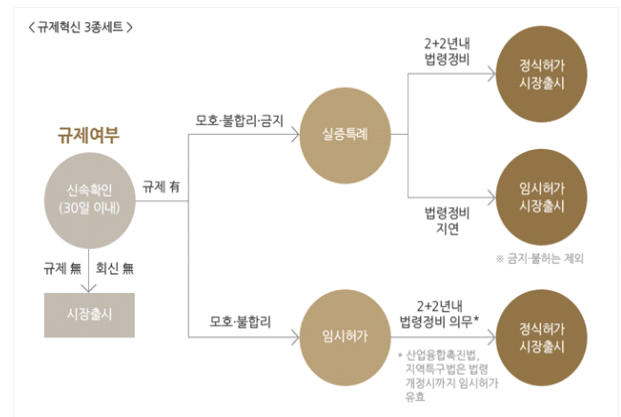 < 규제혁신 3종세트 >
규제여부
신속확인
(30일 이내)
규제 有
규제 無
회신 無
시장출시
모호·불합리·금지
실증특례
2+2년내
법령정비
정식허가
시장출시
법령정비
지연
임시허가
시장출시
※ 금지·불허는 제외
모호·불합리
임시허가
2+2년내
법령정비 의무*
* 산업융합촉진법,
지역특구법은 법령
개정시까지 임시허가
유효
정식허가
시장출시